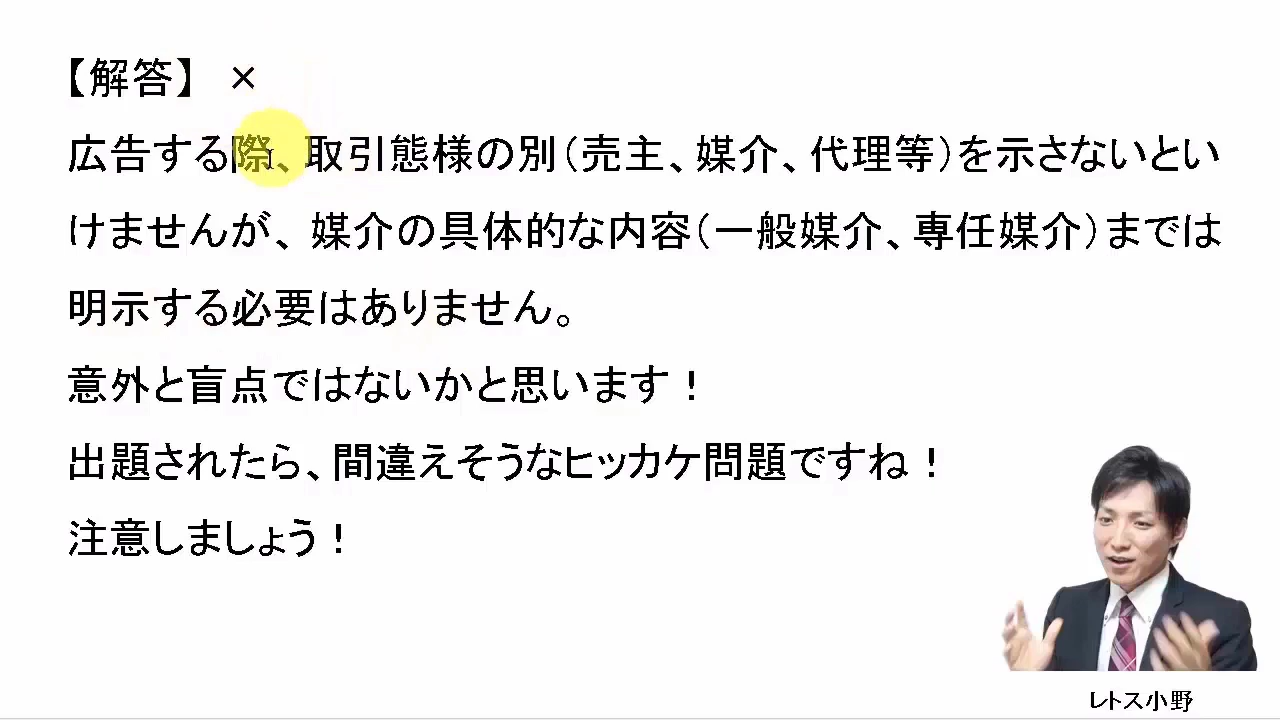 【解答】 ×
広告する際、取引態様の別（売主、媒介、代理等）を示さないとい
けませんが、媒介の具体的な内容（一般媒介、専任媒介）までは
明示する必要はありません。
意外と盲点ではないかと思います！
出題されたら、間違えそうなヒッカケ問題ですね！
注意しましょう！
レトス小野